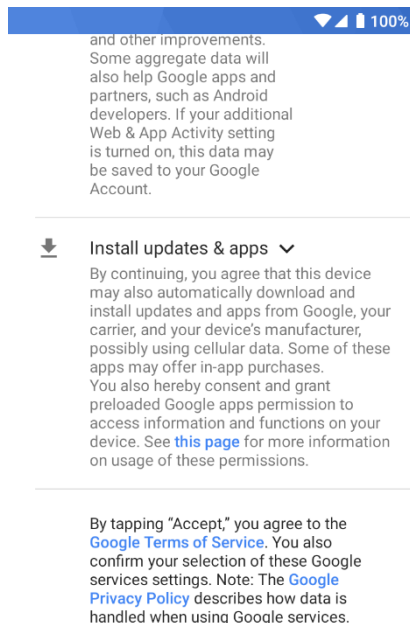 100%
and other improvements.
Some aggregate data will
also help Google apps and
partners, such as Android
developers. If your additional
Web & App Activity setting
is turned on, this data may
be saved to your Google
Account.
Install updates & apps
By continuing, you agree that this device
may also automatically download and
install updates and apps from Google, your
carrier, and your device’s manufacturer,
possibly using cellular data. Some of these
apps may offer in-app purchases.
You also hereby consent and grant
preloaded Google apps permission to
access information and functions on your
device. See this page for more information
on usage of these permissions.
By tapping “Accept,” you agree to the
Google Terms of Service. You also
confirm your selection of these Google
services settings. Note: The Google
Privacy Policy describes how data is
handled when using Google services.